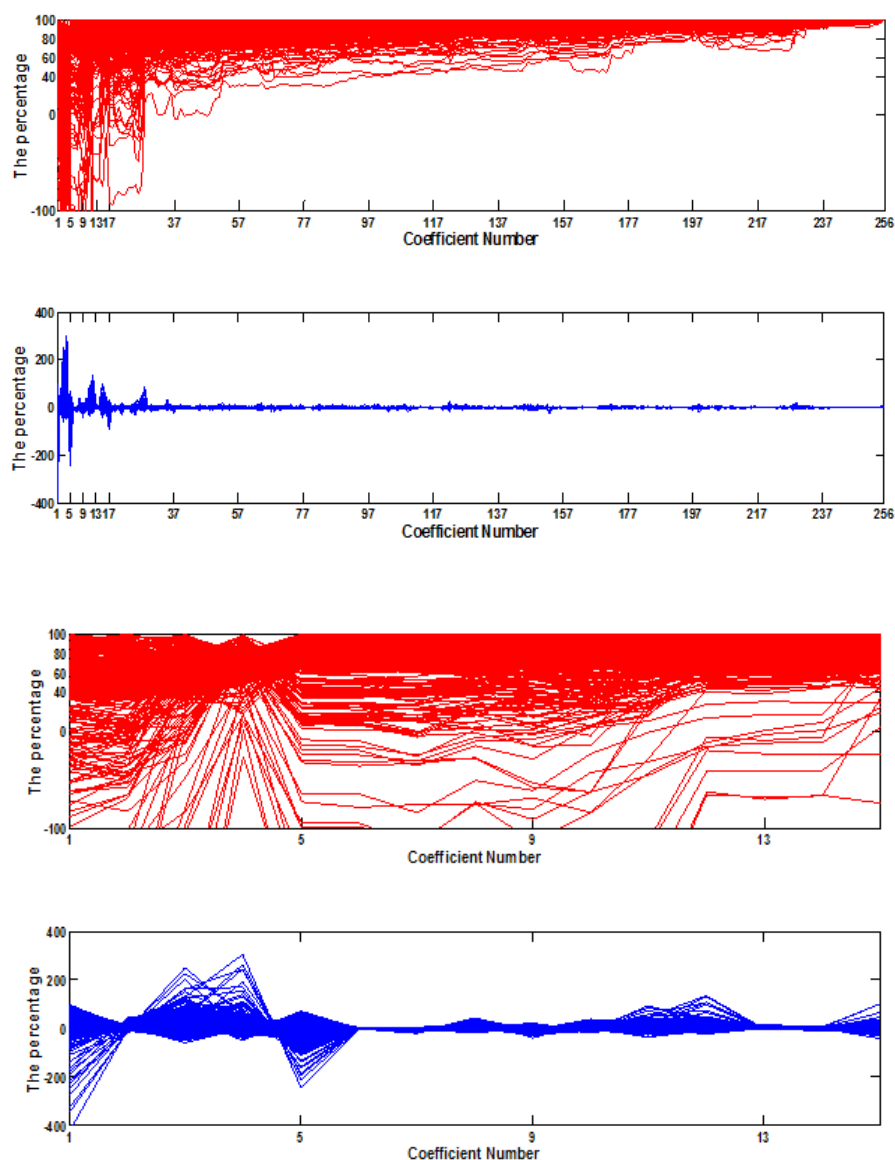 100
80
60
40
0
-100
The percentage
1 5 9 1317 37 57 77 97 117 137 157 177 197 217 237 256
Coefficient Number
400
200
0
-200
-400
The percentage
1 5 9 1317 37 57 77 97 117 137 157 177 197 217 237 256
Coefficient Number
100
80
60
40
0
-100
The percentage
1 5 9 13
Coefficient Number
400
200
0
-200
-400
The percentage
1 5 9 13
Coefficient Number